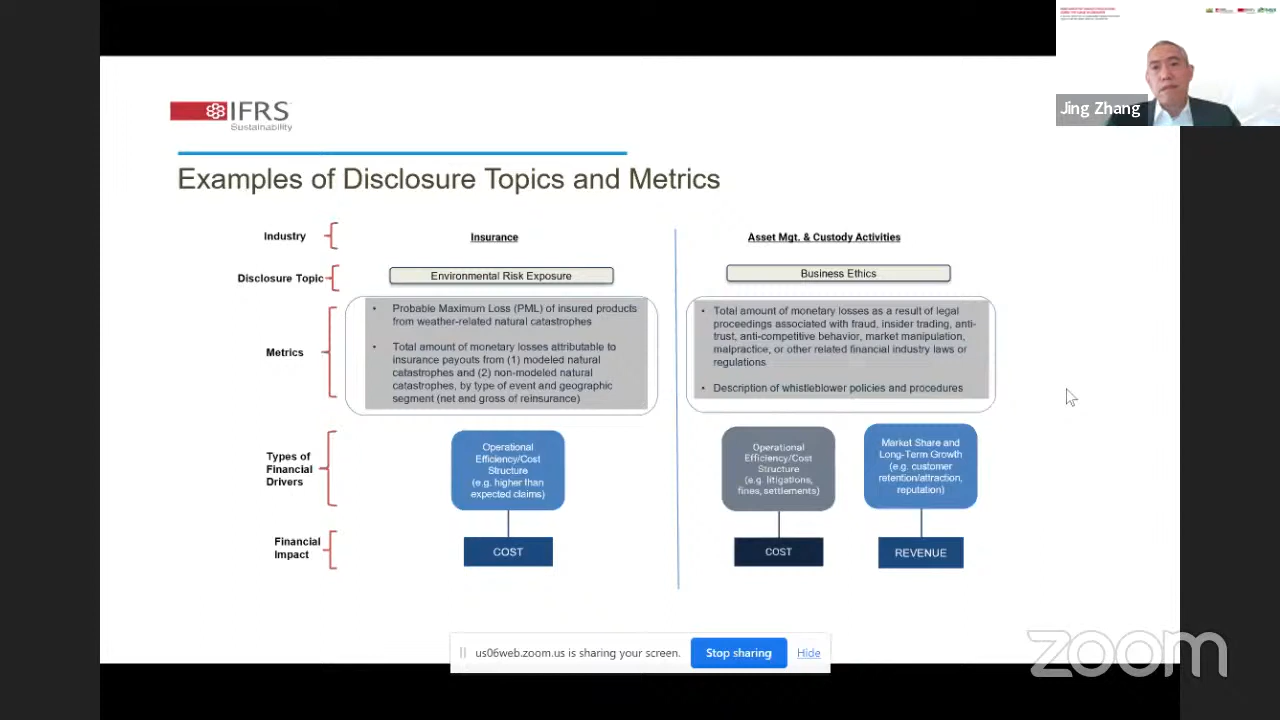 IFRS
Sustainability
Jing Zhang
Examples of Disclosure Topics and Metrics
Industry
Insurance
Asset Mgt. & Custody Activities
Disclosure Topic
Environmental Risk Exposure
Business Ethics
Metrics
• Probable Maximum Loss (PML) of insured products
from weather-related natural catastrophes
• Total amount of monetary losses attributable to
insurance payouts from (1) modeled natural
catastrophes and (2) non-modeled natural
catastrophes, by type of event and geographic
segment (net and gross of reinsurance)
• Total amount of monetary losses as a result of legal
proceedings associated with fraud, insider trading, anti-
trust, anti-competitive behavior, market manipulation,
malpractice, or other related financial industry laws or
regulations
• Description of whistleblower policies and procedures
Types of
Financial
Drivers
Operational
Efficiency/Cost
Structure
(e.g. higher than
expected claims)
Operational
Efficiency/Cost
Structure
(e.g. litigations,
fines, settlements)
Market Share and
Long-Term Growth
(e.g. customer
retention/attraction,
reputation)
Financial
Impact
COST
COST
REVENUE
us06web.zoom.us is sharing your screen.
Stop sharing
Hide
zoom